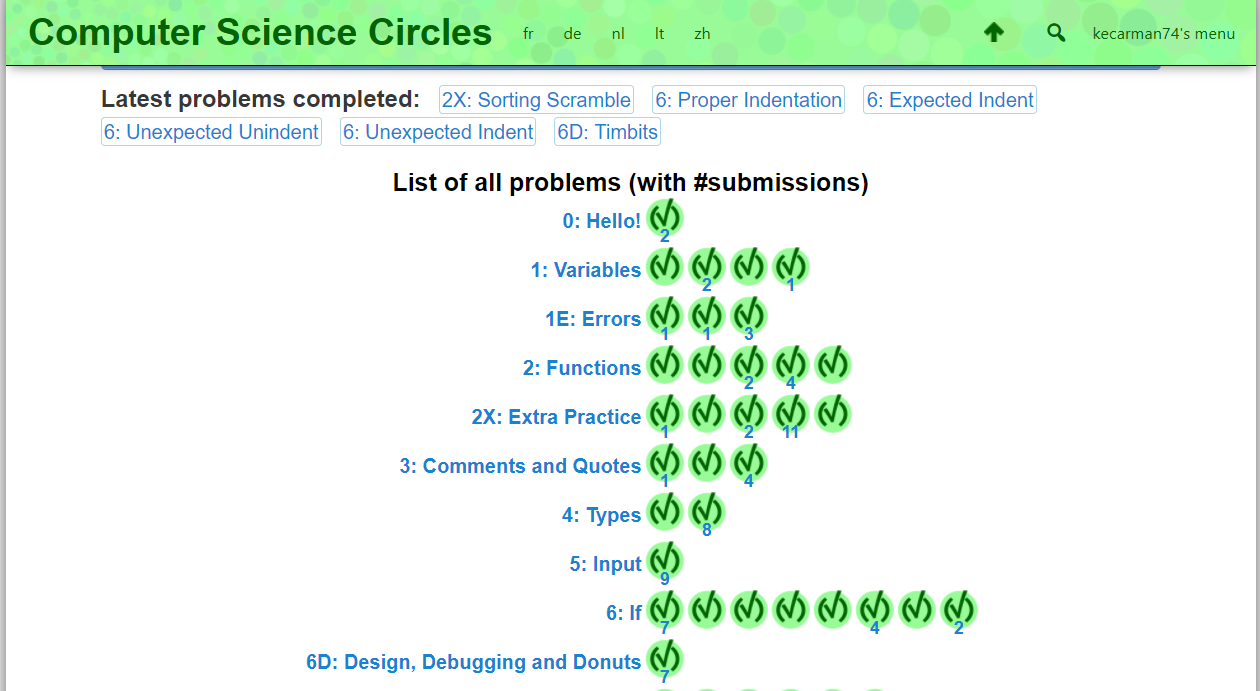 Computer Science Circles fr de nl lt zh kecarman74's menu
Latest problems completed: 2X: Sorting Scramble 6: Proper Indentation 6: Expected Indent
6: Unexpected Unindent 6: Unexpected Indent 6D: Timbits
List of all problems (with #submissions)
0: Hello! 2
1: Variables 2 1
1E: Errors 1 1 3
2: Functions 2 4
2X: Extra Practice 1 2 11
3: Comments and Quotes 1 4
4: Types 8
5: Input 9
6: If 7 4 2
6D: Design, Debugging and Donuts 7